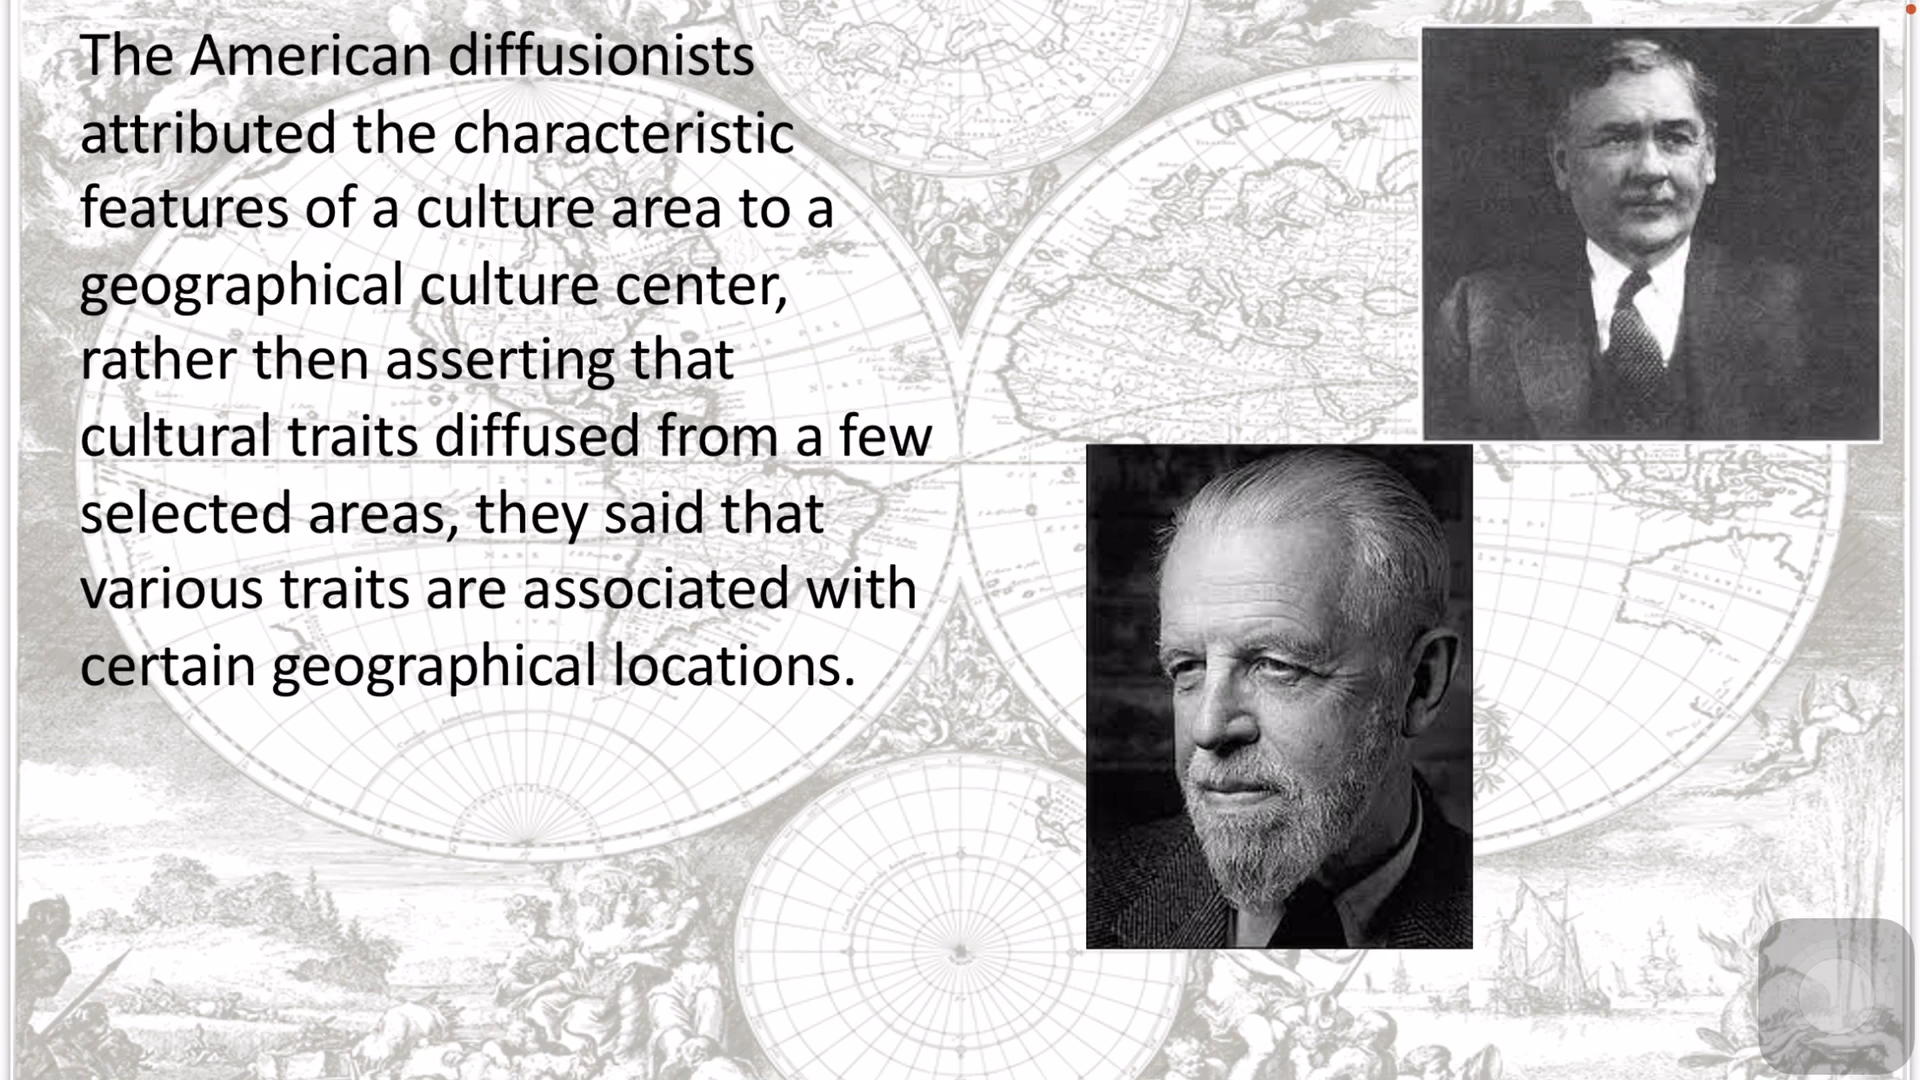 The American diffusionists
attributed the characteristic
features of a culture area to a
geographical culture center,
rather then asserting that
cultural traits diffused from a few
selected areas, they said that
various traits are associated with
certain geographical locations.